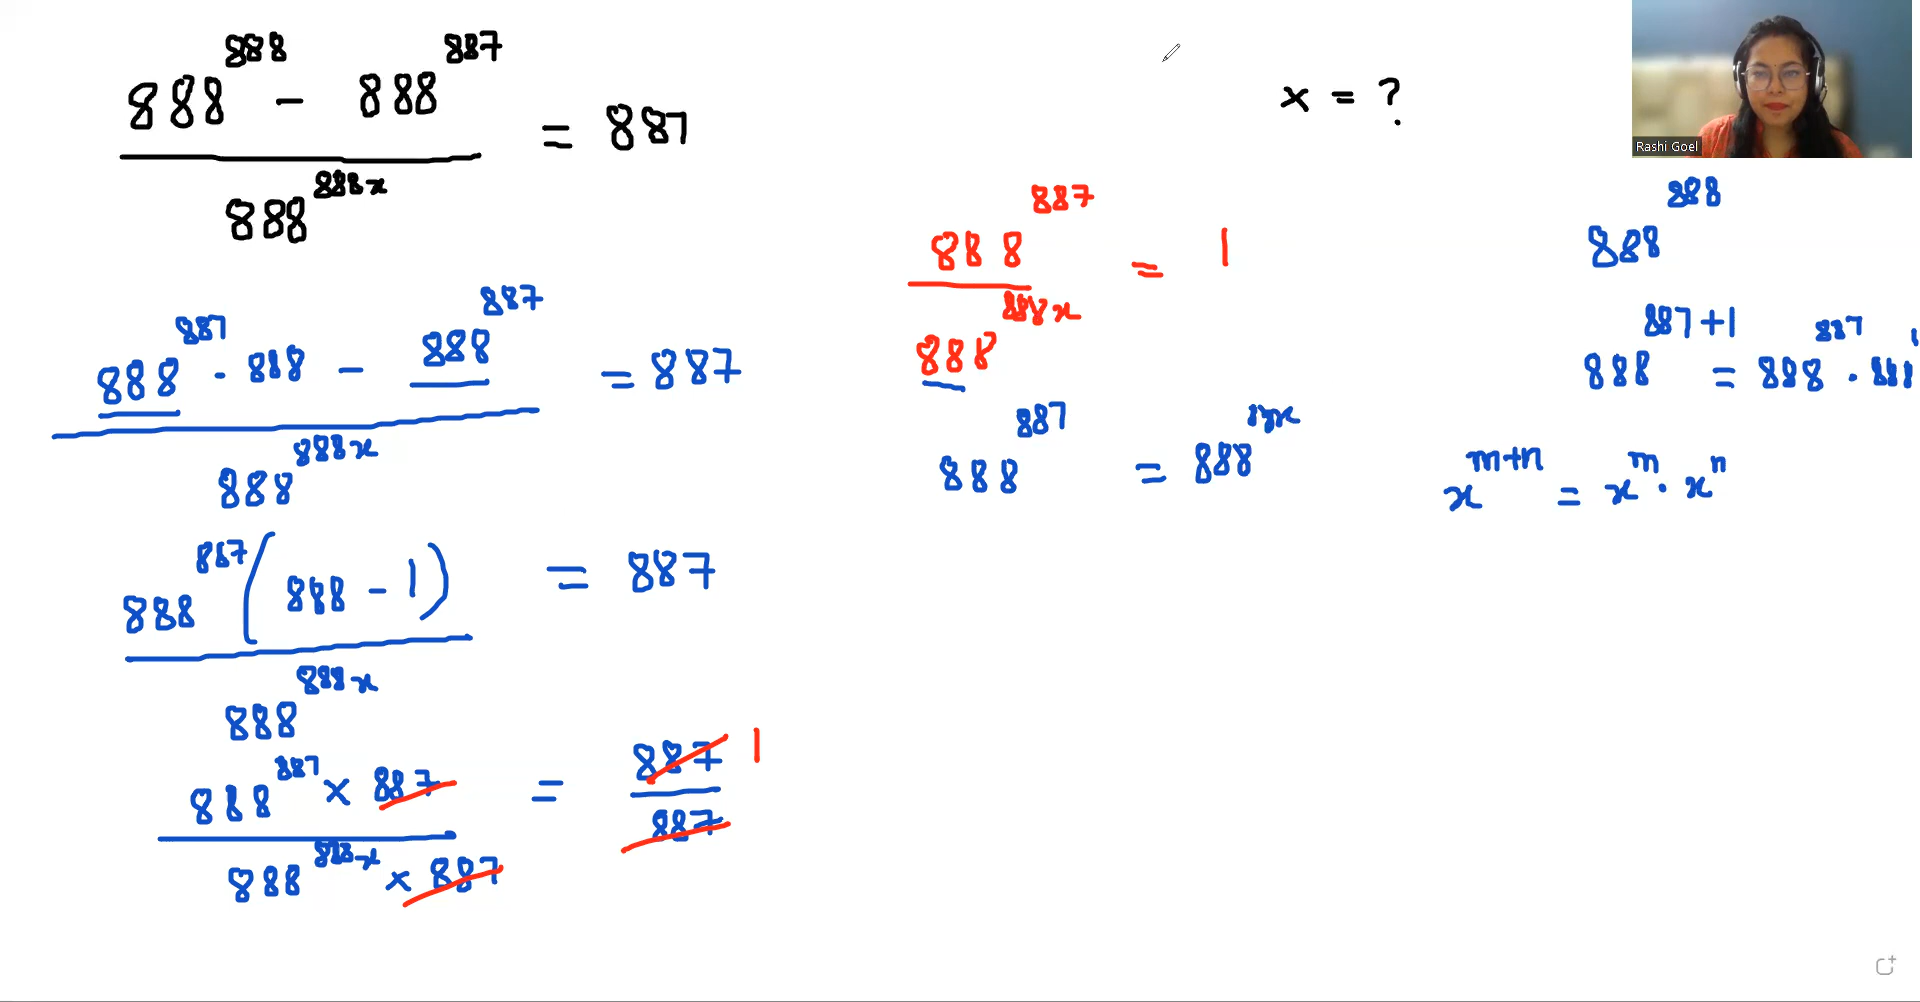 888^888 - 888^887
―――――――― = 887
888^888x
888^887 · 888 - 888^887
―――――――― = 887
888^888x
888^887 (888 - 1)
―――――――― = 887
888^888x
888^887 × 887 = 887 1
―――――――― ――
888^888x × 887 887
x = ?
888^887
―――― = 1
888^888x
888^887 = 888^888x
Rashi Goel
888^888
888^887+1 = 888^887 · 888^1
x^m+n = x^m · x^n